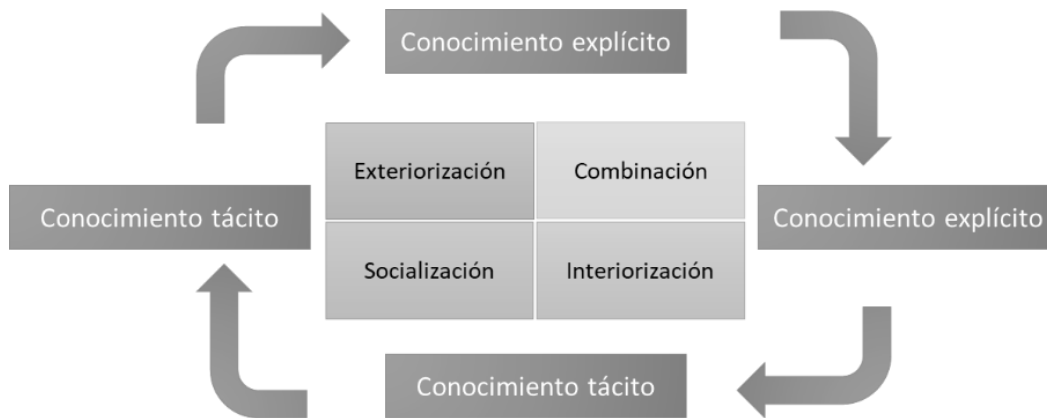 Conocimiento explícito
Exteriorización
Combinación
Conocimiento tácito
Conocimiento explícito
Socialización
Interiorización
Conocimiento tácito